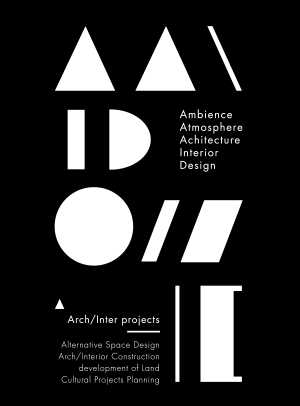 Ambience
Atmosphere
Achitecture
Interior
Design
Arch/Inter projects
Alternative Space Design
Arch/Interior Construction
development of Land
Cultural Projects Planning